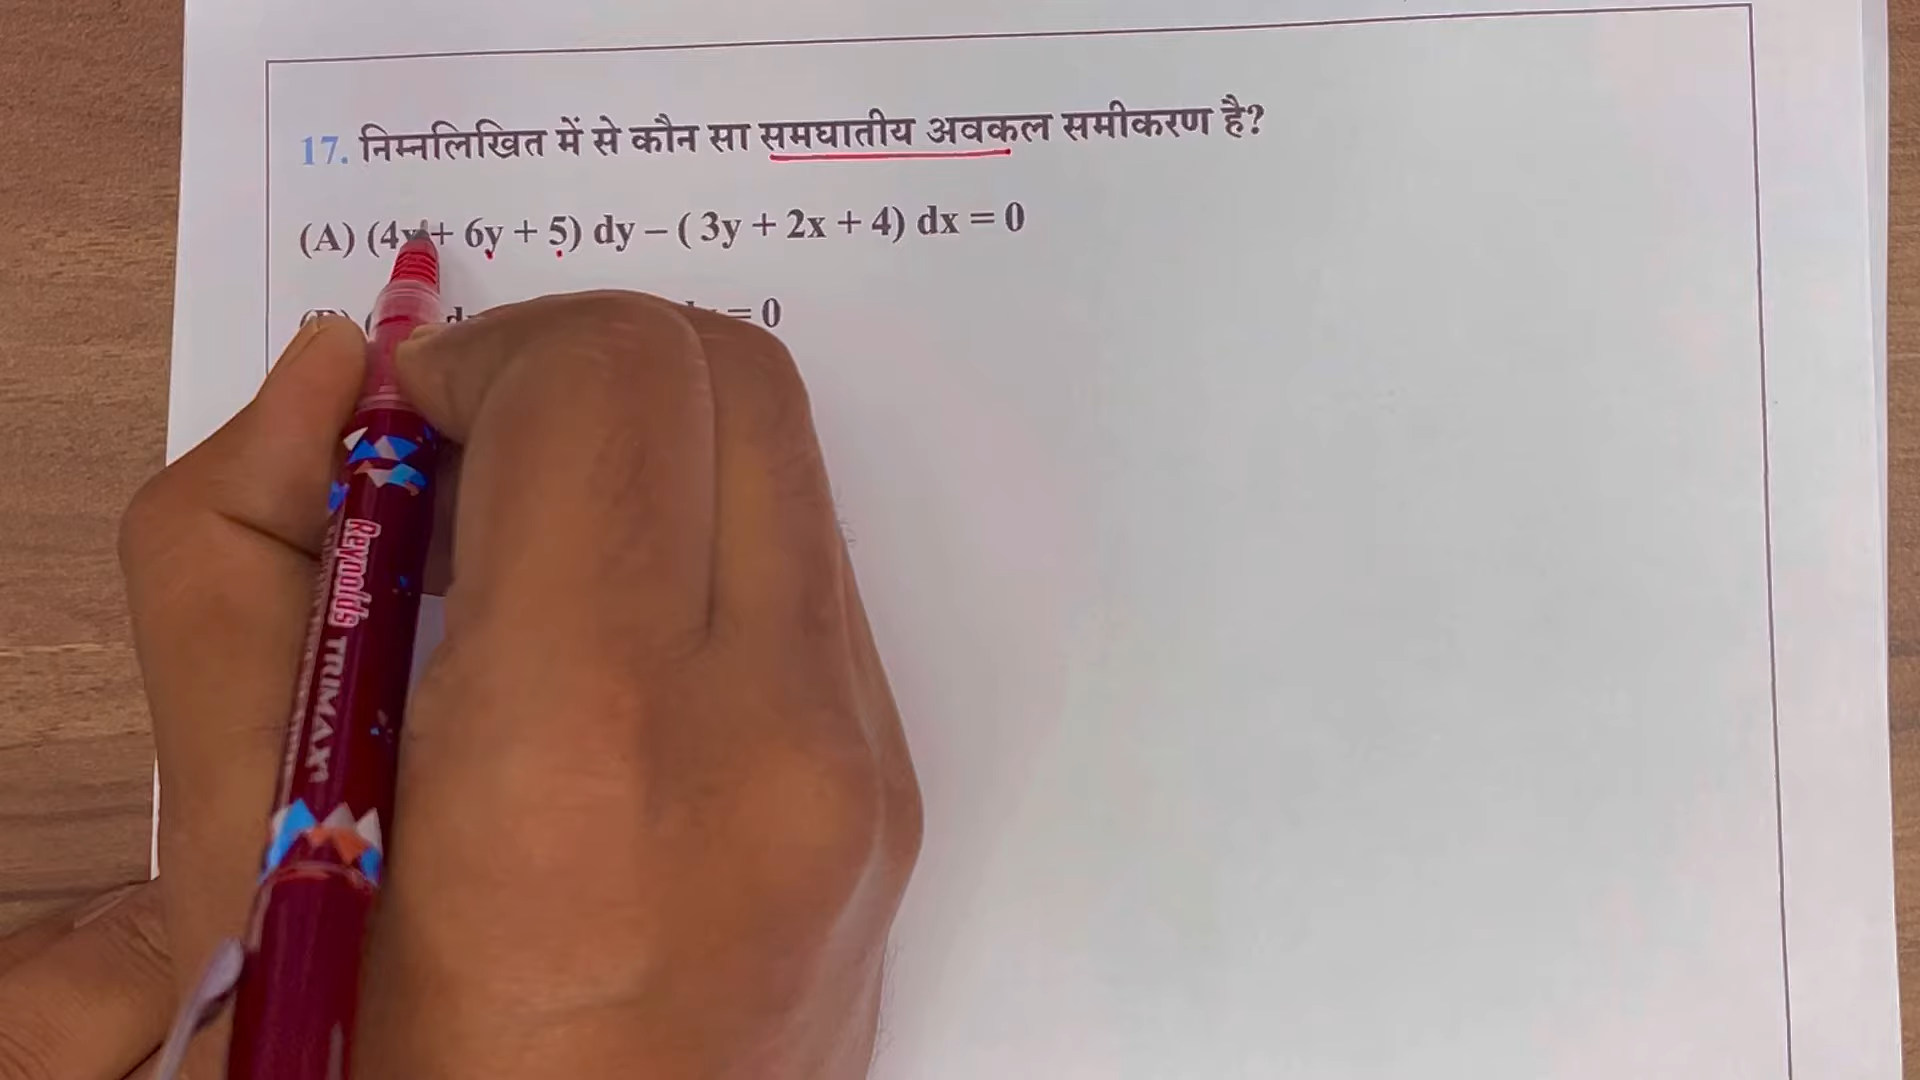 17. निम्नलिखित में से कौन सा समघातीय अवकल समीकरण है?
(A) (4x + 6y + 5) dy – ( 3y + 2x + 4) dx = 0
= 0
Reynolds TRIMAX